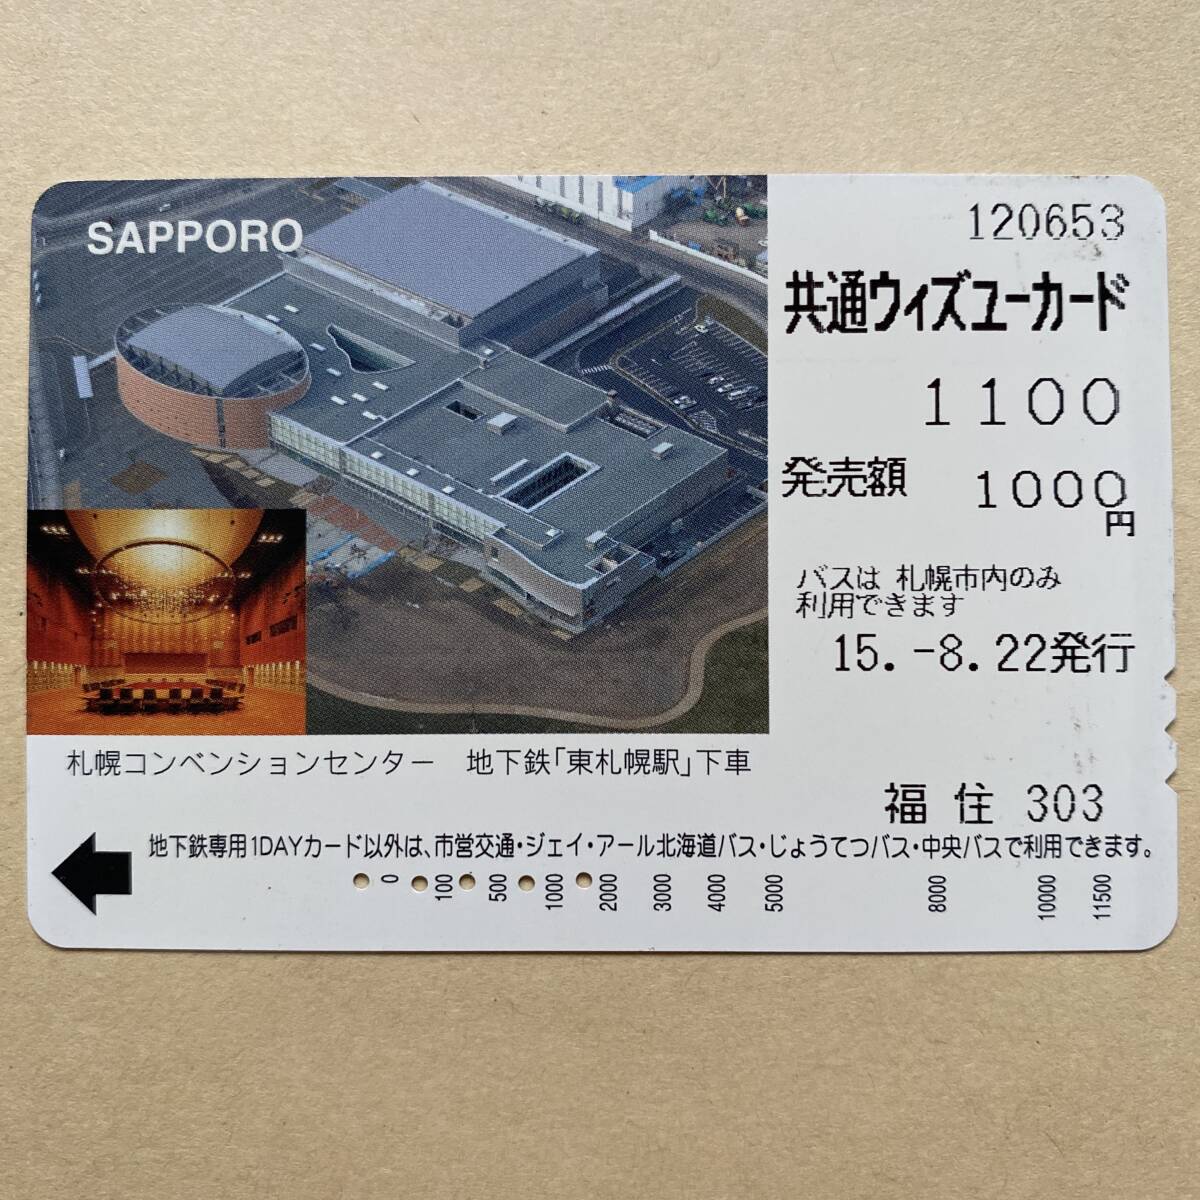 SAPPORO
120653
共通ウィズユーカード
1100
発売額 1000円
バスは 札幌市内のみ
利用できます
15.-8.22発行
札幌コンベンションセンター 地下鉄「東札幌駅」下車
福住 303
地下鉄専用1DAYカード以外は、市営交通・ジェイ・アール北海道バス・じょうてつバス・中央バスで利用できます。
0 100 500 1000 2000 3000 4000 5000 8000 10000 11500